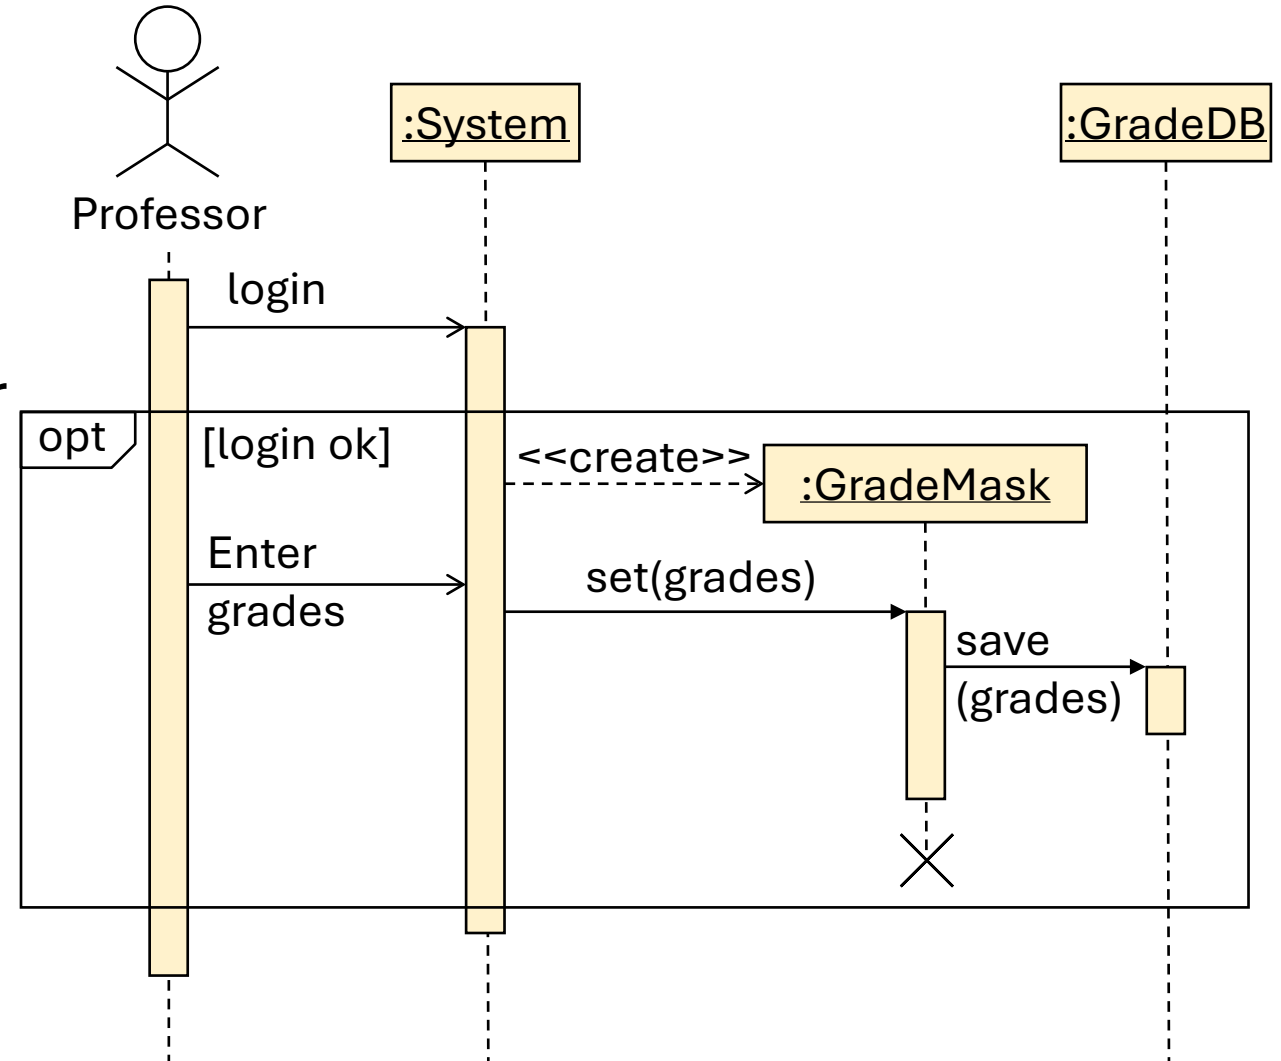 :System
:GradeDB
Professor
login
opt
[login ok]
<<create>>
:GradeMask
Enter
grades
set(grades)
save
(grades)